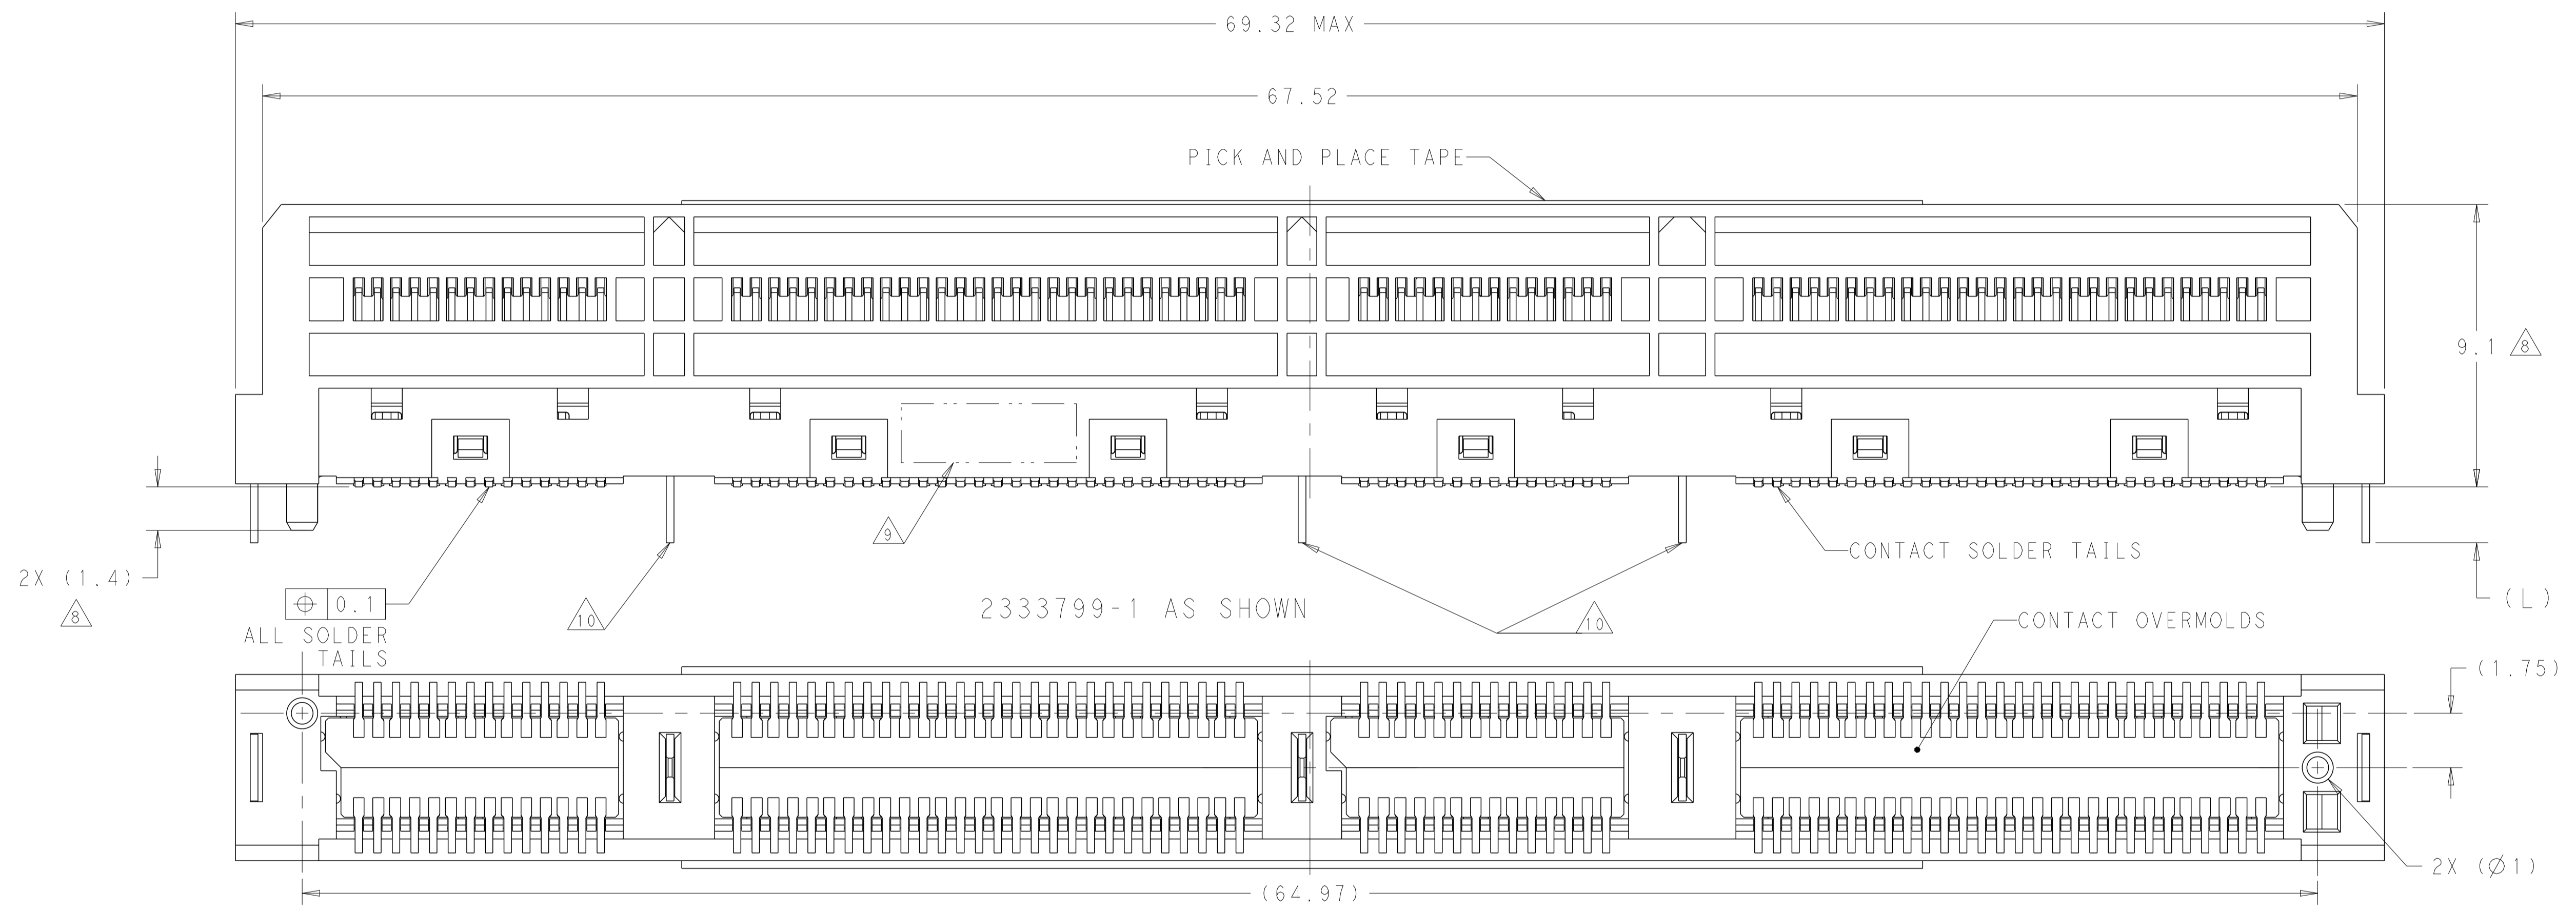 69.32 MAX
67.52
PICK AND PLACE TAPE
9.1 8
9
CONTACT SOLDER TAILS
2X (1.4)
8
⌖ 0.1
ALL SOLDER
TAILS
10
2333799-1 AS SHOWN
10
(L)
CONTACT OVERMOLDS
(1.75)
2X (Ø1)
(64.97)